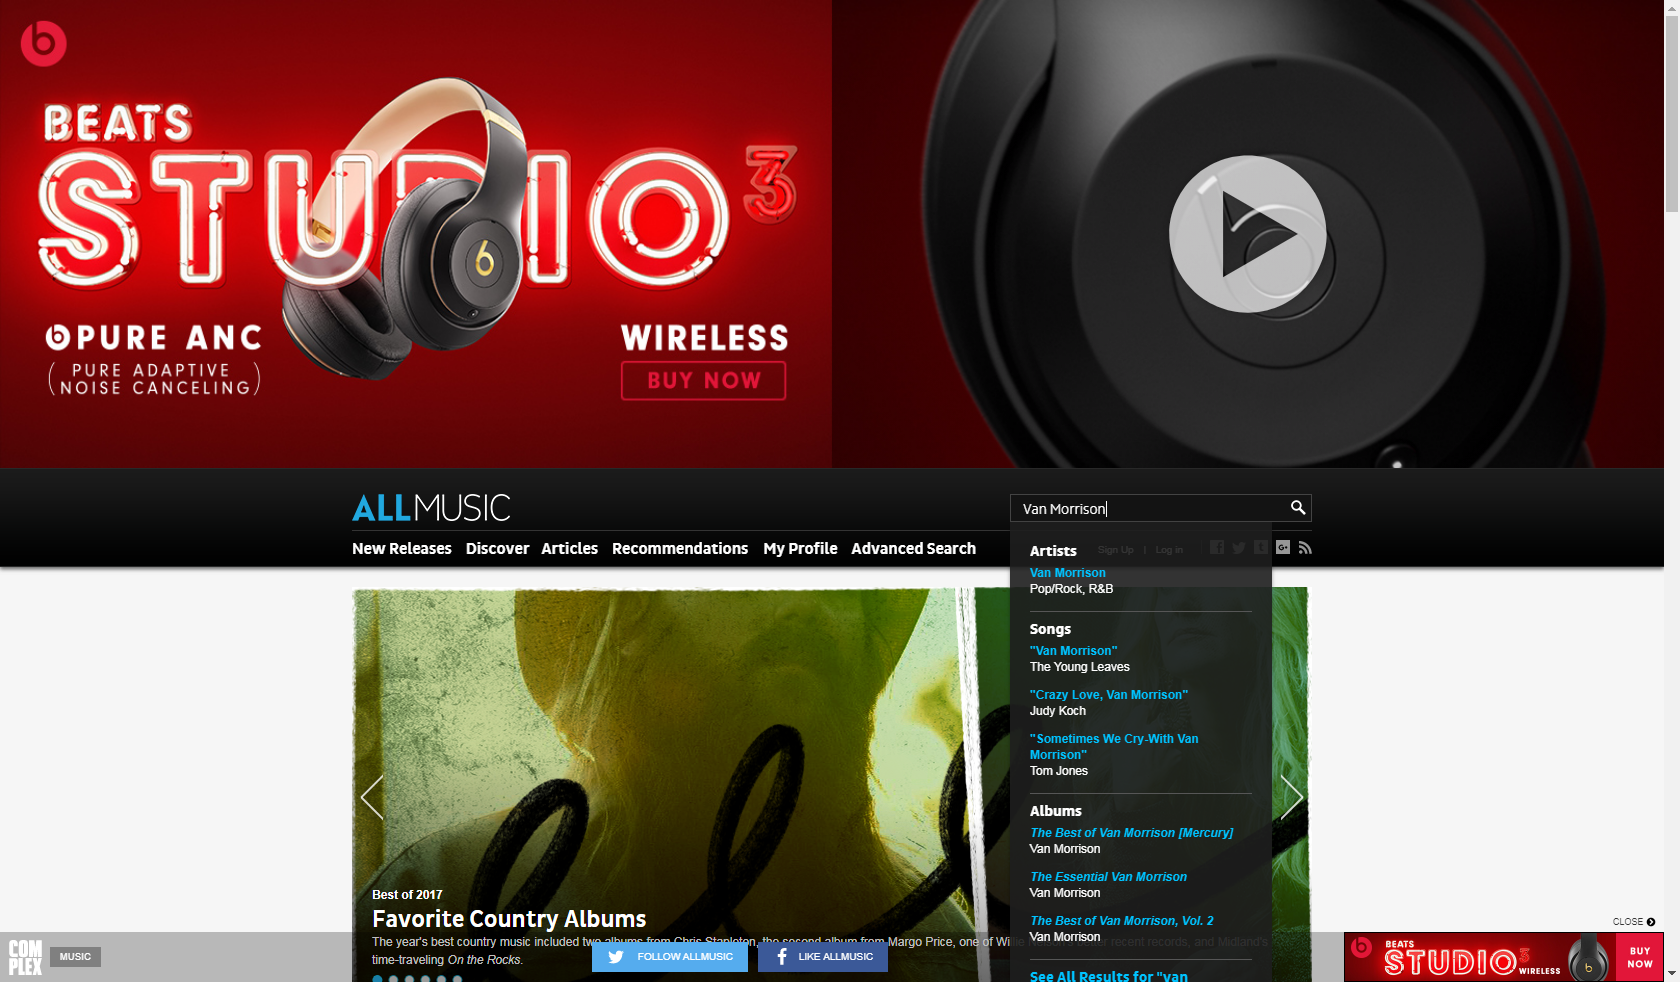 BEATS
STUDIO3
PURE ANC
(PURE ADAPTIVE
NOISE CANCELING)
WIRELESS
BUY NOW
ALLMUSIC
Van Morrison
New Releases Discover Articles Recommendations My Profile Advanced Search
Sign Up | Log in
Artists
Van Morrison
Pop/Rock, R&B
Songs
"Van Morrison"
The Young Leaves
"Crazy Love, Van Morrison"
Judy Koch
"Sometimes We Cry-With Van
Morrison"
Tom Jones
Albums
The Best of Van Morrison [Mercury]
Van Morrison
The Essential Van Morrison
Van Morrison
The Best of Van Morrison, Vol. 2
Van Morrison
See All Results for "van
Best of 2017
Favorite Country Albums
The year's best country music included two albums from Chris Stapleton, the second album from Margo Price, one of Willie recent records, and Midland's
time-traveling On the Rocks.
COMPLEX
MUSIC
FOLLOW ALLMUSIC
LIKE ALLMUSIC
CLOSE
BEATS
STUDIO3
WIRELESS
BUY
NOW